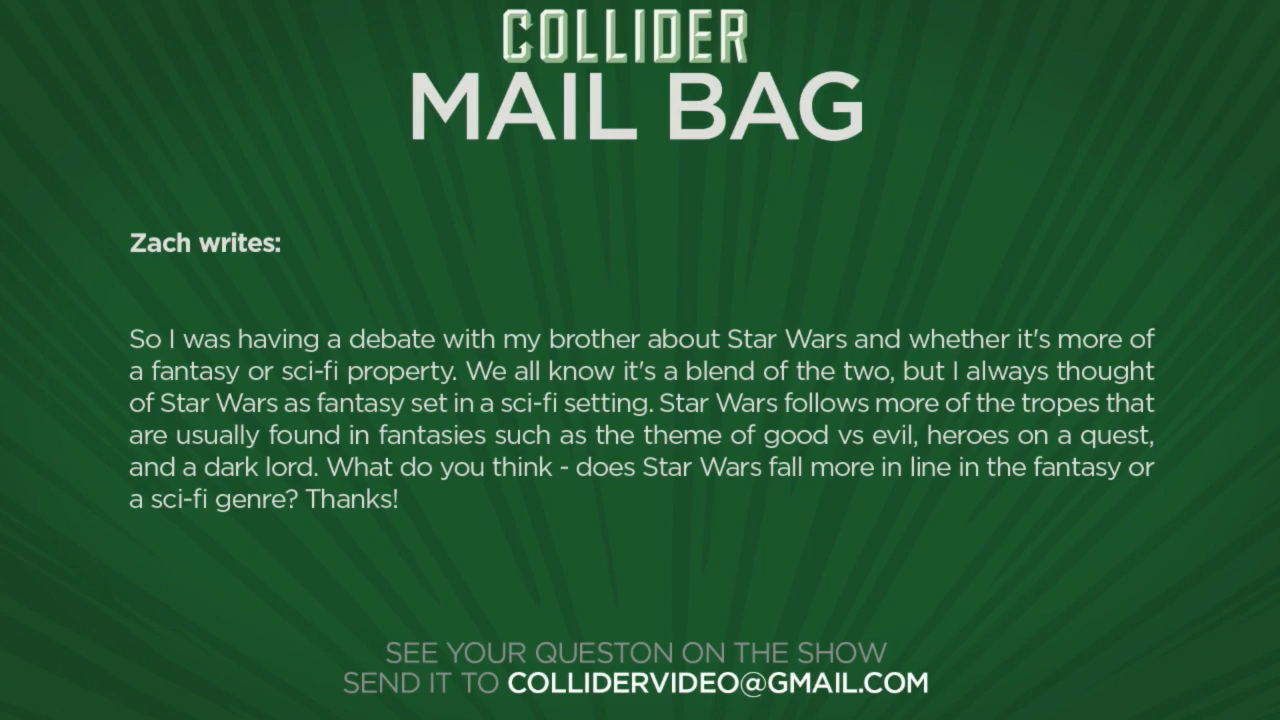 COLLIDER
MAIL BAG
Zach writes:
So I was having a debate with my brother about Star Wars and whether it's more of
a fantasy or sci-fi property. We all know it's a blend of the two, but I always thought
of Star Wars as fantasy set in a sci-fi setting. Star Wars follows more of the tropes that
are usually found in fantasies such as the theme of good vs evil, heroes on a quest,
and a dark lord. What do you think - does Star Wars fall more in line in the fantasy or
a sci-fi genre? Thanks!
SEE YOUR QUESTON ON THE SHOW
SEND IT TO COLLIDERVIDEO@GMAIL.COM